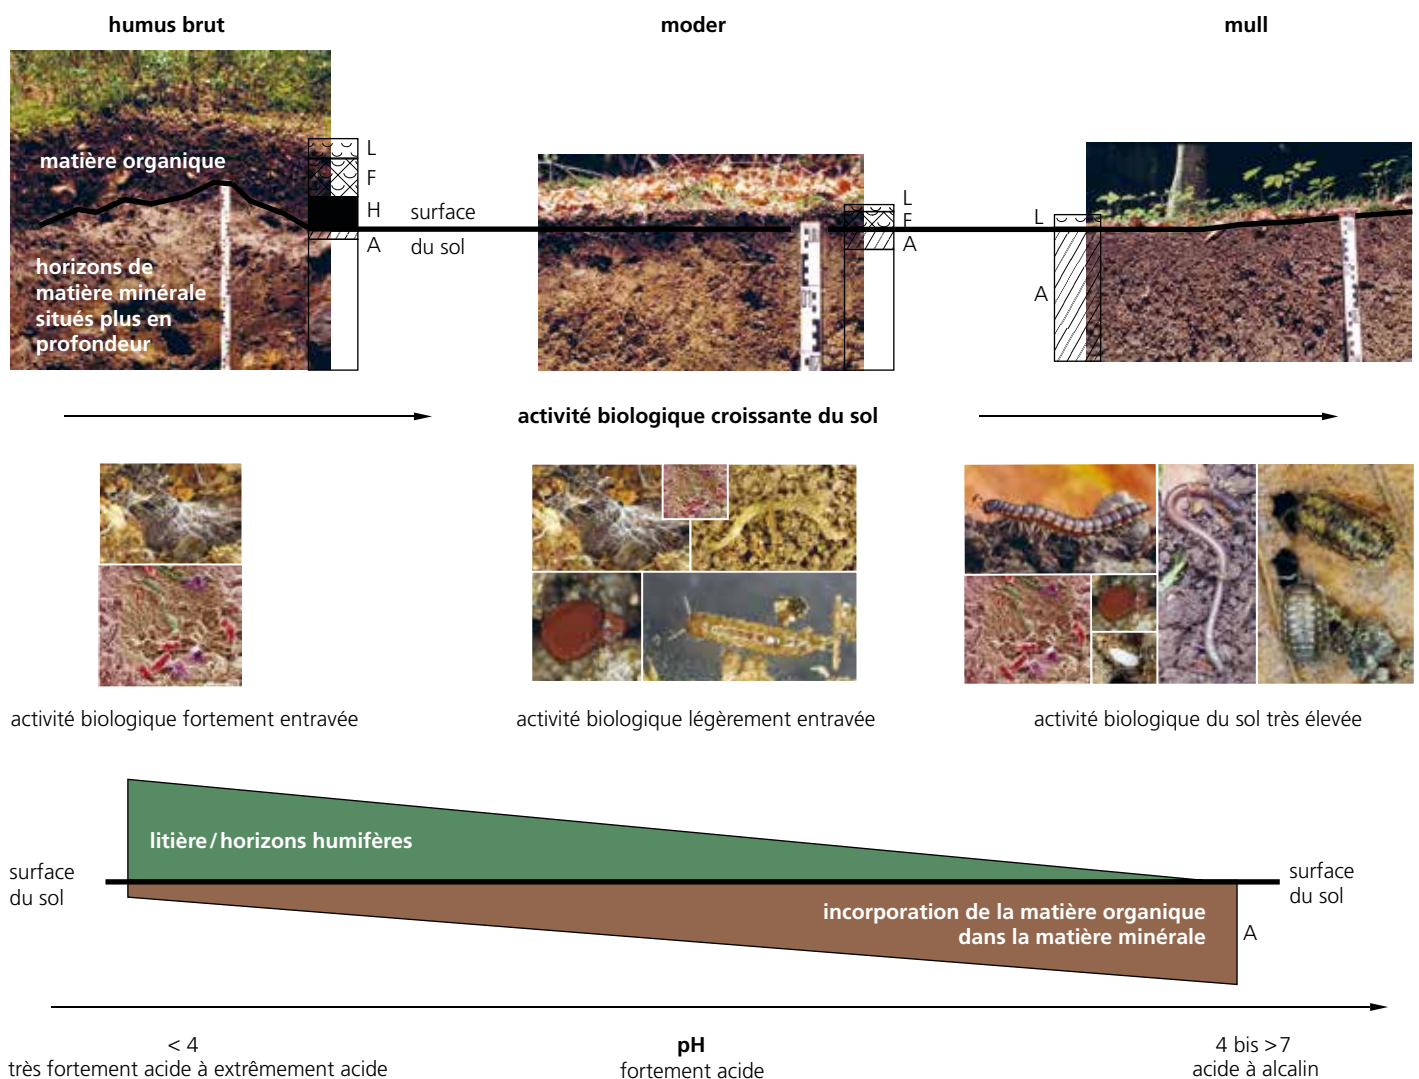 humus brut
moder
mull
matière organique
L
F
H
A
surface
du sol
horizons de
matière minérale
situés plus en
profondeur
L
F
A
L
A
activité biologique croissante du sol
activité biologique fortement entravée
activité biologique légèrement entravée
activité biologique du sol très élevée
litière / horizons humifères
surface
du sol
surface
du sol
incorporation de la matière organique
dans la matière minérale
A
< 4
très fortement acide à extrêmement acide
pH
fortement acide
4 bis >7
acide à alcalin